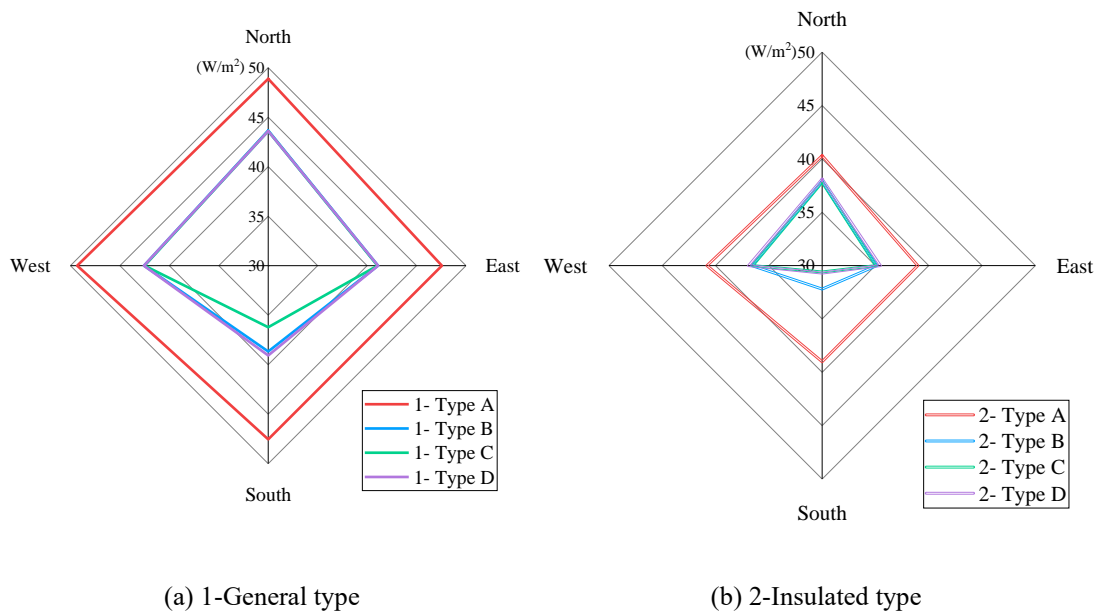 North
(W/m²) 50
45
40
35
West 30 East
South
1- Type A
1- Type B
1- Type C
1- Type D
(a) 1-General type
North
(W/m²) 50
45
40
35
West 30 East
South
2- Type A
2- Type B
2- Type C
2- Type D
(b) 2-Insulated type